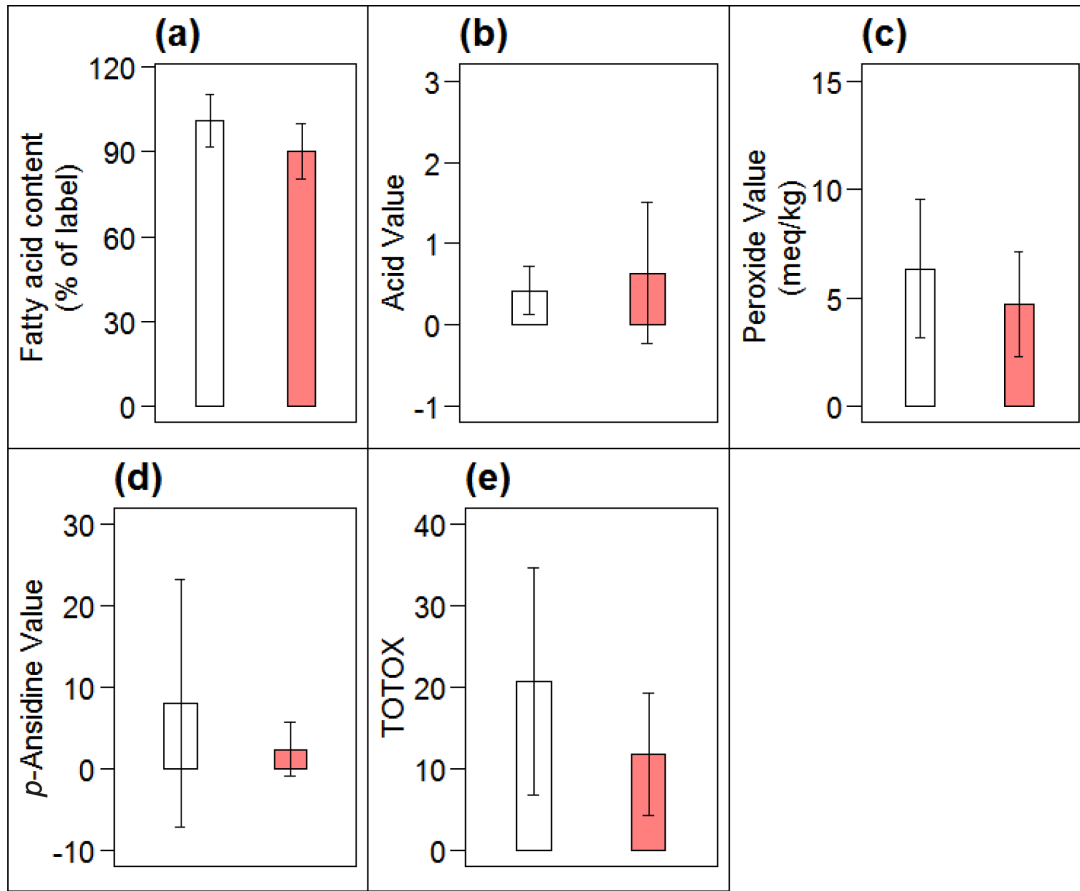 (a)
Fatty acid content
(% of label)
120
90
60
30
0
(b)
Acid Value
3
2
1
0
-1
(c)
Peroxide Value
(meq/kg)
15
10
5
0
(d)
p-Ansidine Value
30
20
10
0
-10
(e)
TOTOX
40
30
20
10
0